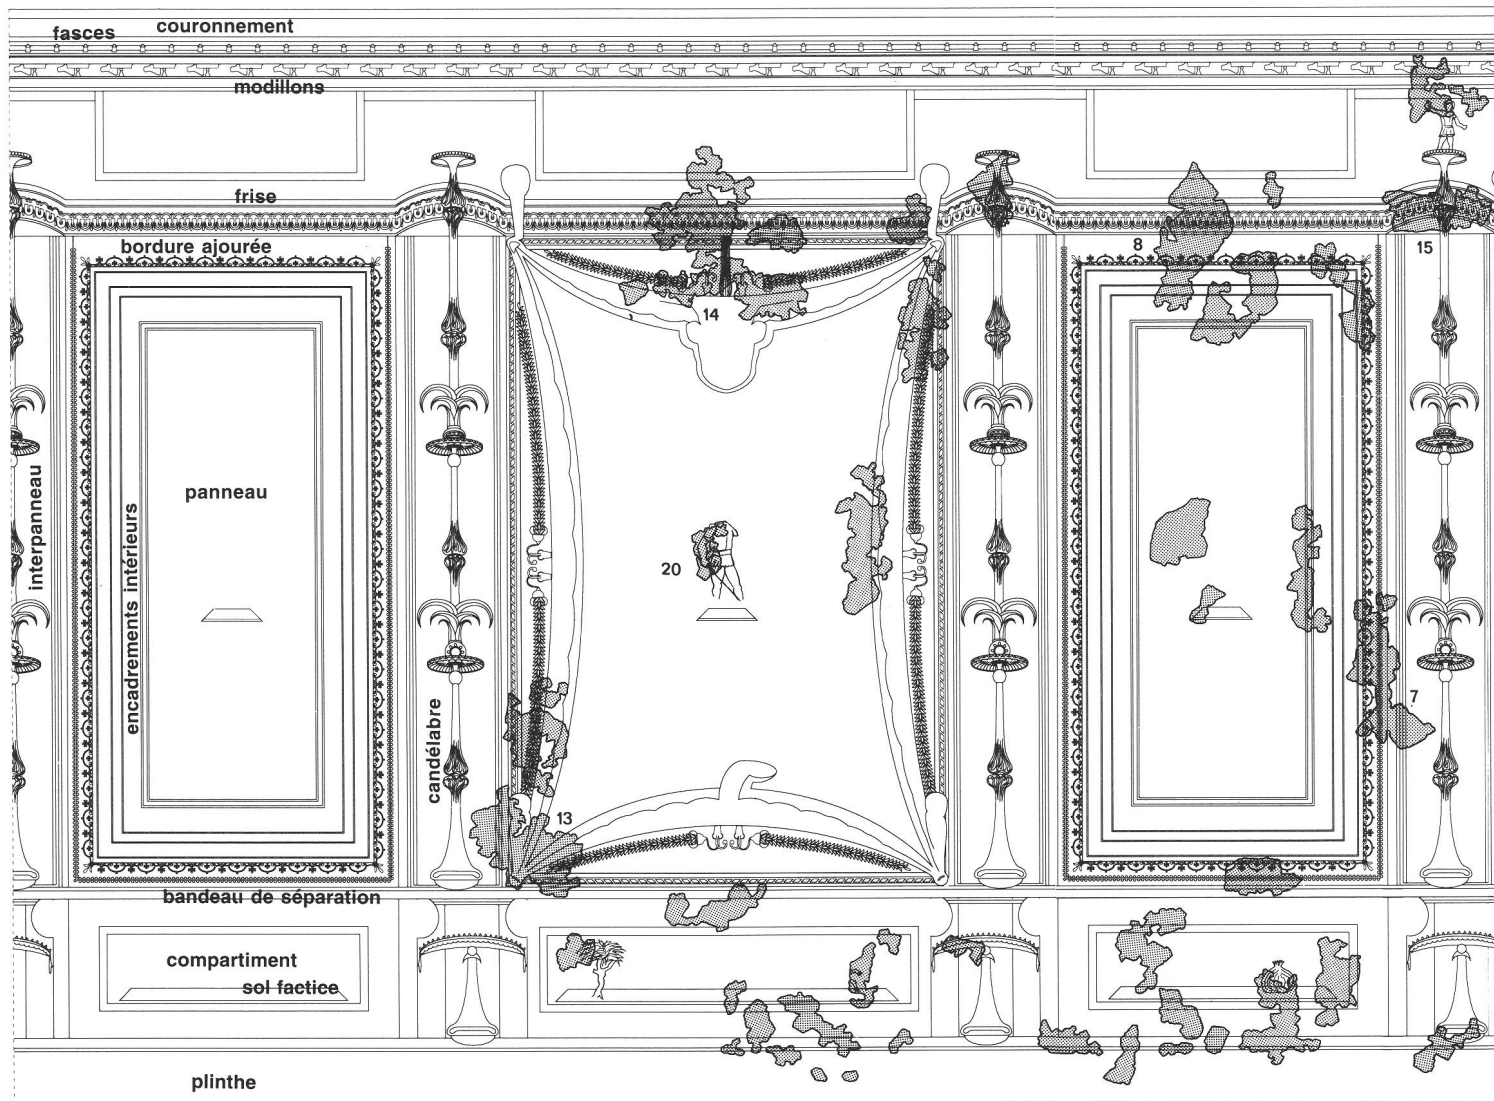 fasces
couronnement
modillons
frise
bordure ajourée
8
15
14
panneau
interpanneau
encadrements intérieurs
20
candélabre
7
13
bandeau de séparation
compartiment
sol factice
plinthe